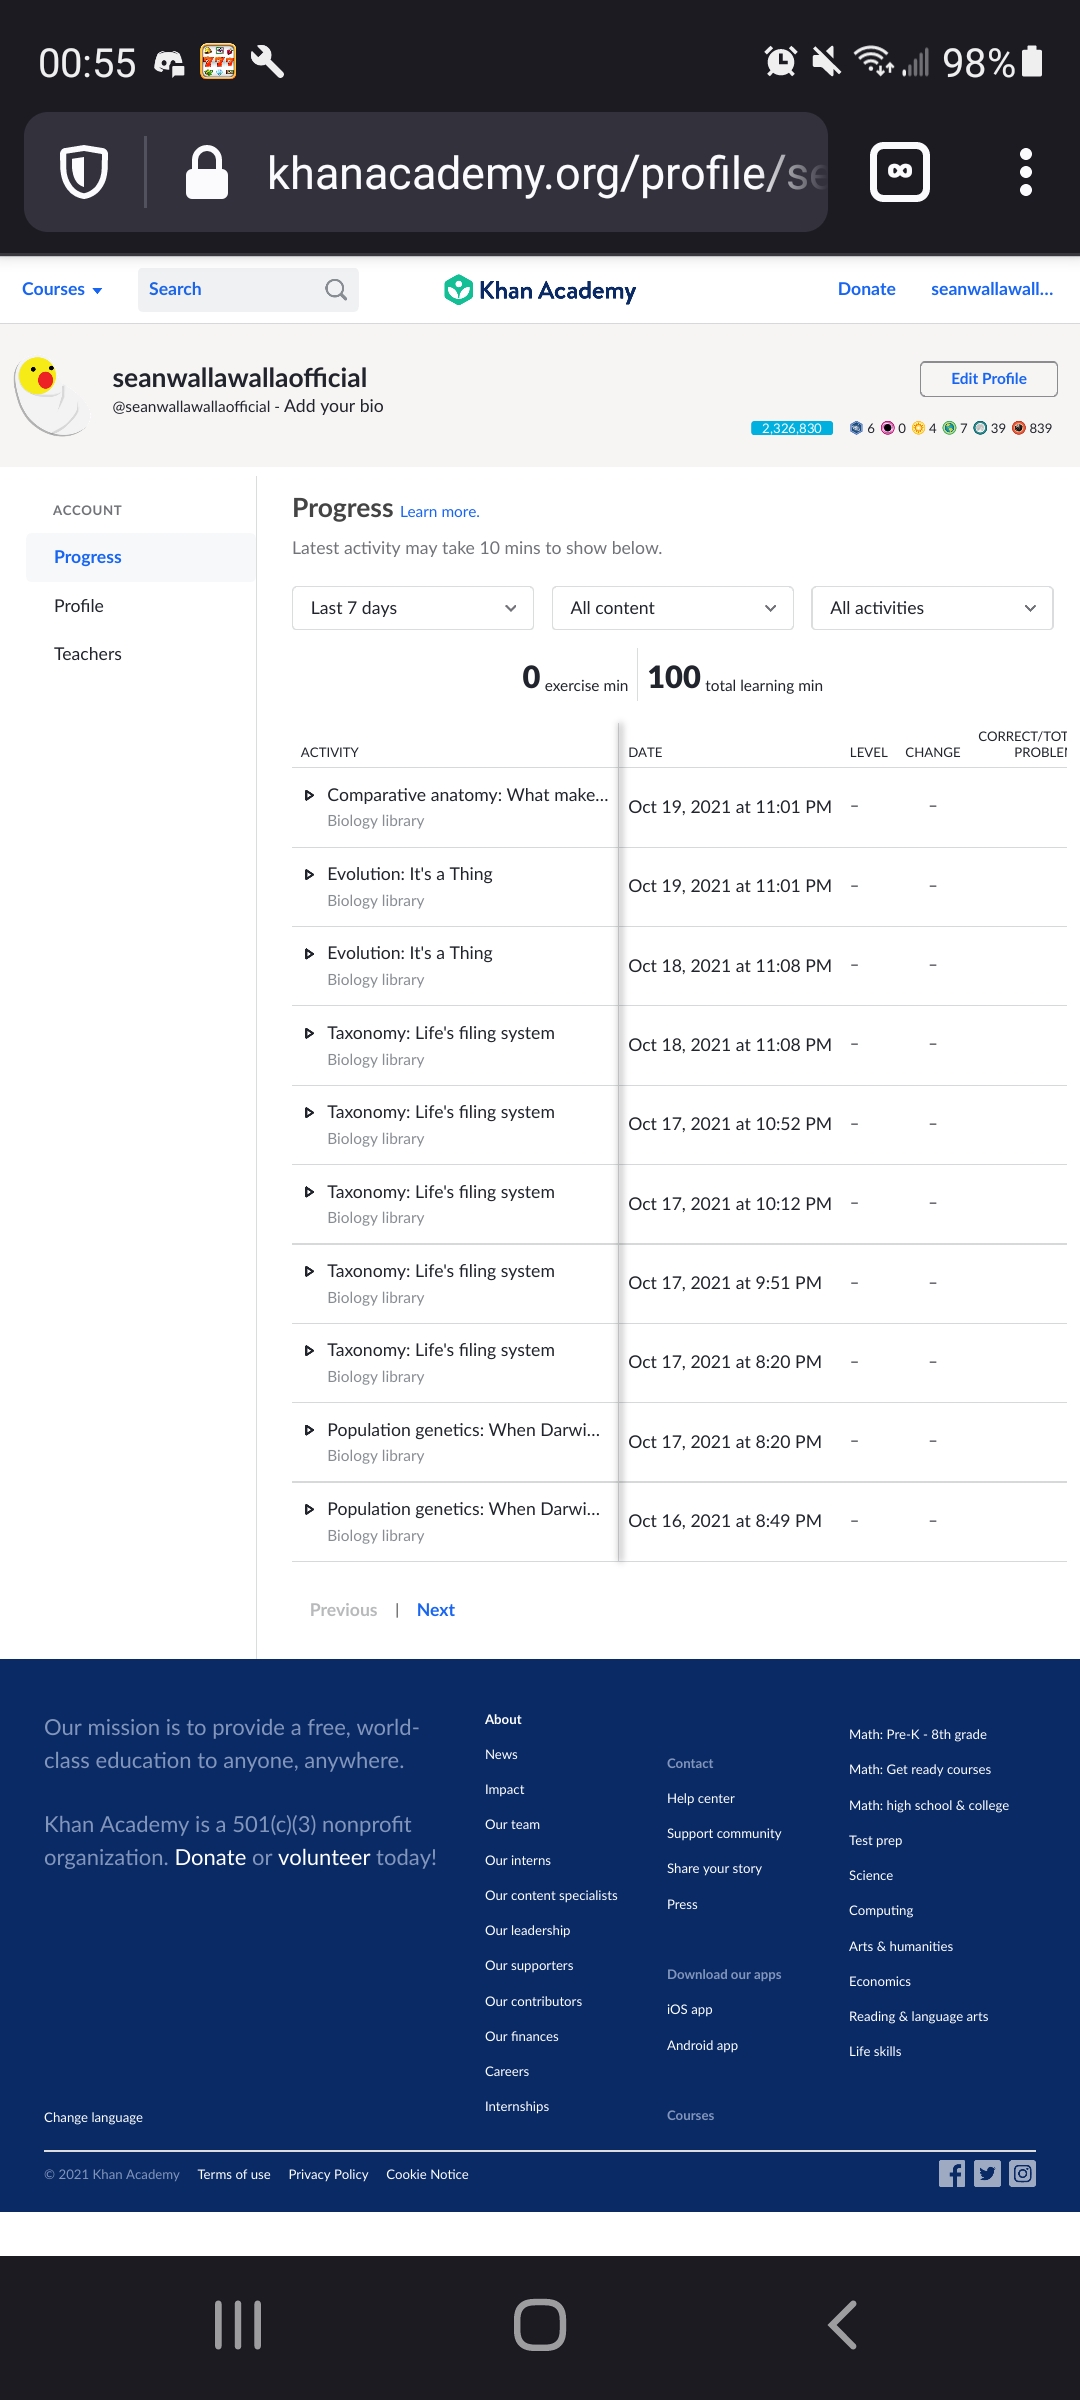 00:55
98%
khanacademy.org/profile/se
Courses
Search
Khan Academy
Donate
seanwallawall...
seanwallawallaofficial
@seanwallawallaofficial - Add your bio
Edit Profile
2,326,830 6 0 4 7 39 839
ACCOUNT
Progress
Profile
Teachers
Progress Learn more.
Latest activity may take 10 mins to show below.
Last 7 days
All content
All activities
0 exercise min
100 total learning min
ACTIVITY DATE LEVEL CHANGE CORRECT/TOT
PROBLEM
Comparative anatomy: What make...
Biology library
Oct 19, 2021 at 11:01 PM – –
Evolution: It's a Thing
Biology library
Oct 19, 2021 at 11:01 PM – –
Evolution: It's a Thing
Biology library
Oct 18, 2021 at 11:08 PM – –
Taxonomy: Life's filing system
Biology library
Oct 18, 2021 at 11:08 PM – –
Taxonomy: Life's filing system
Biology library
Oct 17, 2021 at 10:52 PM – –
Taxonomy: Life's filing system
Biology library
Oct 17, 2021 at 10:12 PM – –
Taxonomy: Life's filing system
Biology library
Oct 17, 2021 at 9:51 PM – –
Taxonomy: Life's filing system
Biology library
Oct 17, 2021 at 8:20 PM – –
Population genetics: When Darwi...
Biology library
Oct 17, 2021 at 8:20 PM – –
Population genetics: When Darwi...
Biology library
Oct 16, 2021 at 8:49 PM – –
Previous | Next
Our mission is to provide a free, world-
class education to anyone, anywhere.
Khan Academy is a 501(c)(3) nonprofit
organization. Donate or volunteer today!
Change language
About
News
Impact
Our team
Our interns
Our content specialists
Our leadership
Our supporters
Our contributors
Our finances
Careers
Internships
Contact
Help center
Support community
Share your story
Press
Download our apps
iOS app
Android app
Courses
Math: Pre-K - 8th grade
Math: Get ready courses
Math: high school & college
Test prep
Science
Computing
Arts & humanities
Economics
Reading & language arts
Life skills
© 2021 Khan Academy Terms of use Privacy Policy Cookie Notice